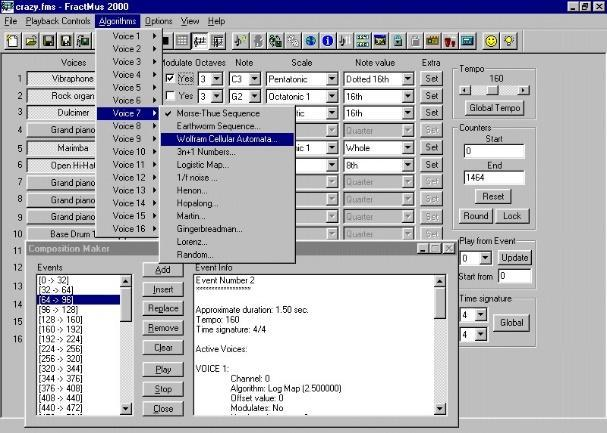 crazy.fms - FractMus 2000
File Playback Controls Algorithms Options View Help
Voices Modulate Octaves Note Scale Note value Extra
1 Vibraphone Yes 3 C3 Pentatonic Dotted 16th Set
2 Rock organ Yes 3 G2 Octatonic 1 16th Set
3 Dulcimer 16th Set
4 Grand piano Quarter Set
5 Marimba Whole Set
6 Open Hi-Hat 8th Set
7 Grand piano Quarter Set
8 Grand piano Quarter Set
9 Grand piano Quarter Set
10 Base Drum 1 Quarter Set
11
12
13
14
15
16
Voice 1
Voice 2
Voice 3
Voice 4
Voice 5
Voice 6
Voice 7
Voice 8
Voice 9
Voice 10
Voice 11
Voice 12
Voice 13
Voice 14
Voice 15
Voice 16
Morse-Thue Sequence
Earthworm Sequence...
Wolfram Cellular Automata...
3n+1 Numbers...
Logistic Map...
1/f noise ...
Henon...
Hopalong...
Martin...
Gingerbreadman...
Lorenz...
Random...
Tempo
160
Global Tempo
Counters
Start
0
End
1464
Reset
Round Lock
Play from Event
0 Update
Start from 0
Time signature
4
4
Global
Composition Maker
Events
[0 -> 32]
[32 -> 64]
[64 -> 96]
[96 -> 128]
[128 -> 160]
[160 -> 192]
[192 -> 224]
[224 -> 256]
[256 -> 320]
[320 -> 344]
[344 -> 376]
[376 -> 408]
[408 -> 440]
[440 -> 472]
Add
Insert
Replace
Remove
Clear
Play
Stop
Close
Event Info
Event Number 2
******************
Approximate duration: 1.50 sec.
Tempo: 160
Time signature: 4/4
Active Voices:
VOICE 1:
Channel: 0
Algorithm: Log Map (2.500000)
Offset value: 0
Modulates: No